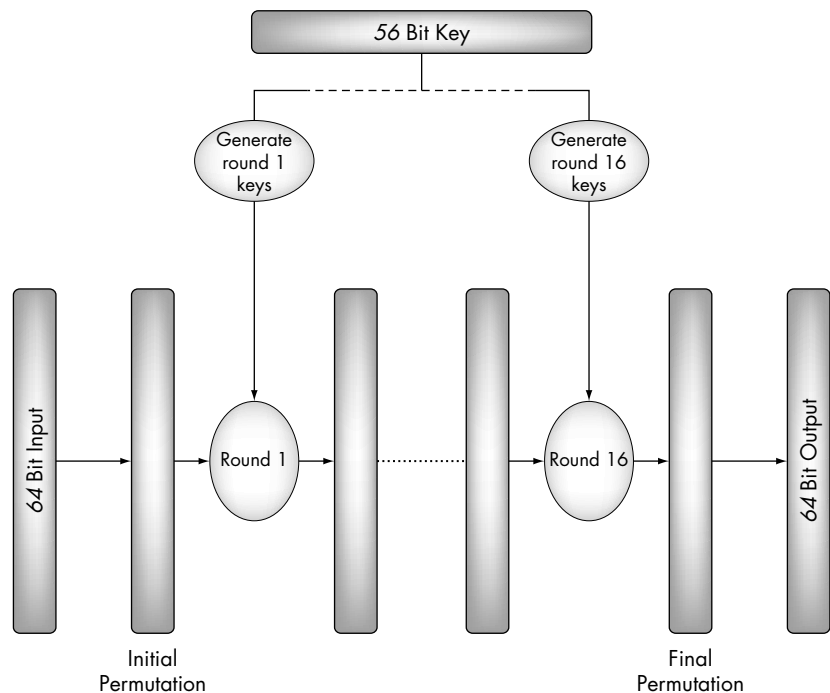 56 Bit Key
Generate
round 1
keys
Generate
round 16
keys
64 Bit Input
Round 1
Round 16
64 Bit Output
Initial
Permutation
Final
Permutation